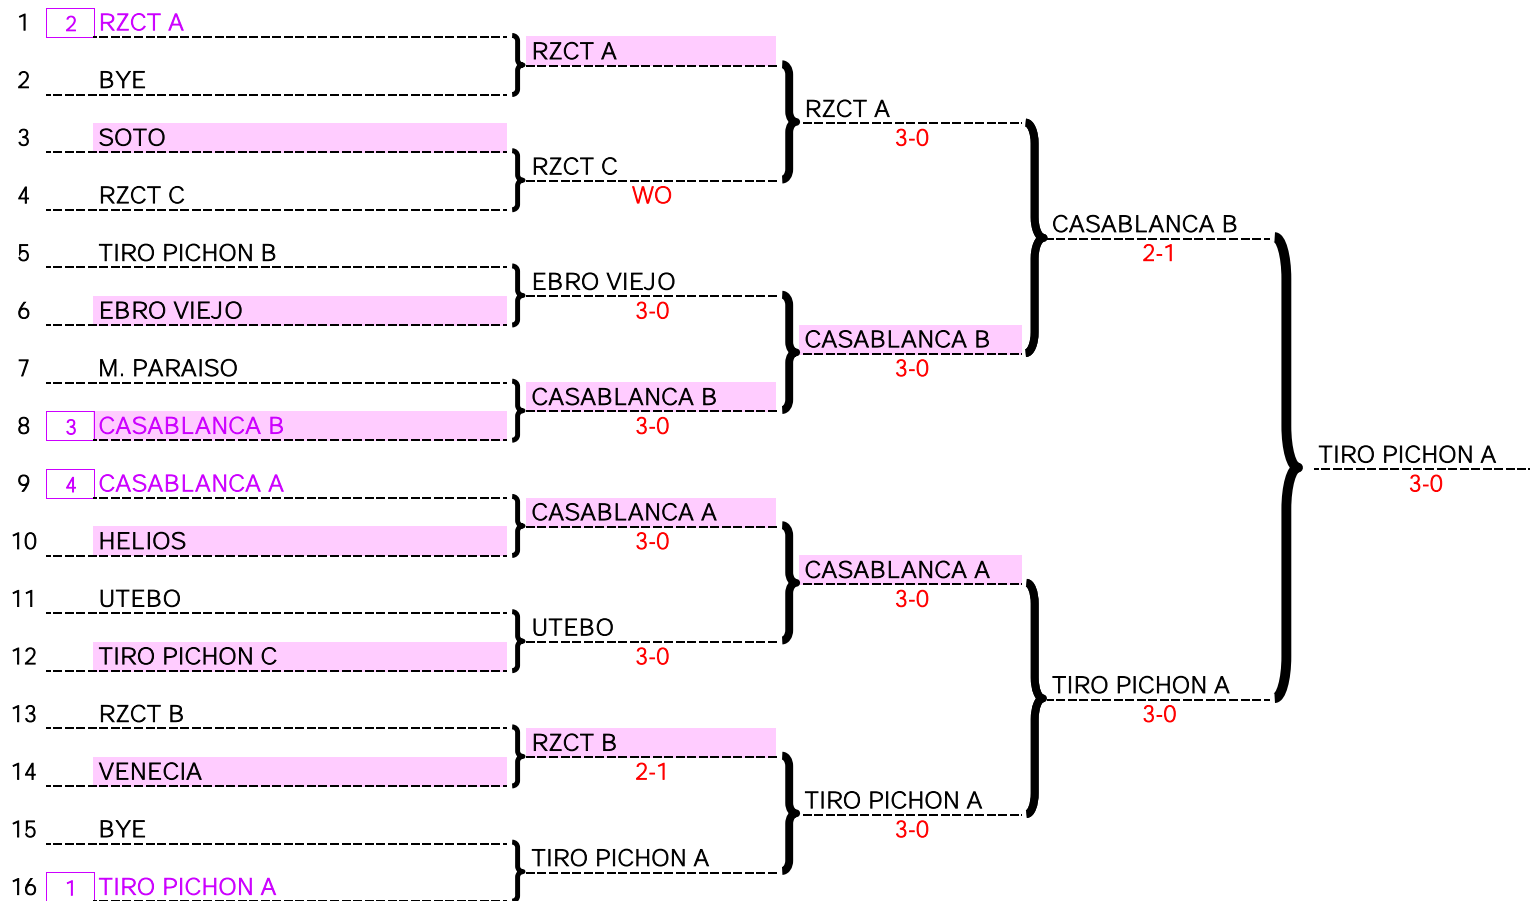 1 2 RZCT A
RZCT A
2 BYE
RZCT A
3-0
3 SOTO
RZCT C
WO
4 RZCT C
CASABLANCA B
2-1
5 TIRO PICHON B
EBRO VIEJO
3-0
6 EBRO VIEJO
CASABLANCA B
3-0
7 M. PARAISO
CASABLANCA B
3-0
8 3 CASABLANCA B
TIRO PICHON A
3-0
9 4 CASABLANCA A
CASABLANCA A
3-0
10 HELIOS
CASABLANCA A
3-0
11 UTEBO
UTEBO
3-0
12 TIRO PICHON C
TIRO PICHON A
3-0
13 RZCT B
RZCT B
2-1
14 VENECIA
TIRO PICHON A
3-0
15 BYE
TIRO PICHON A
16 1 TIRO PICHON A